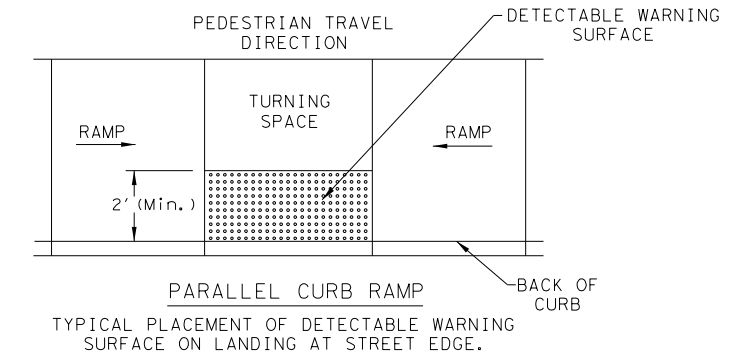 PEDESTRIAN TRAVEL
DIRECTION
DETECTABLE WARNING
SURFACE
TURNING
SPACE
RAMP
RAMP
2' (Min.)
BACK OF
CURB
PARALLEL CURB RAMP
TYPICAL PLACEMENT OF DETECTABLE WARNING
SURFACE ON LANDING AT STREET EDGE.